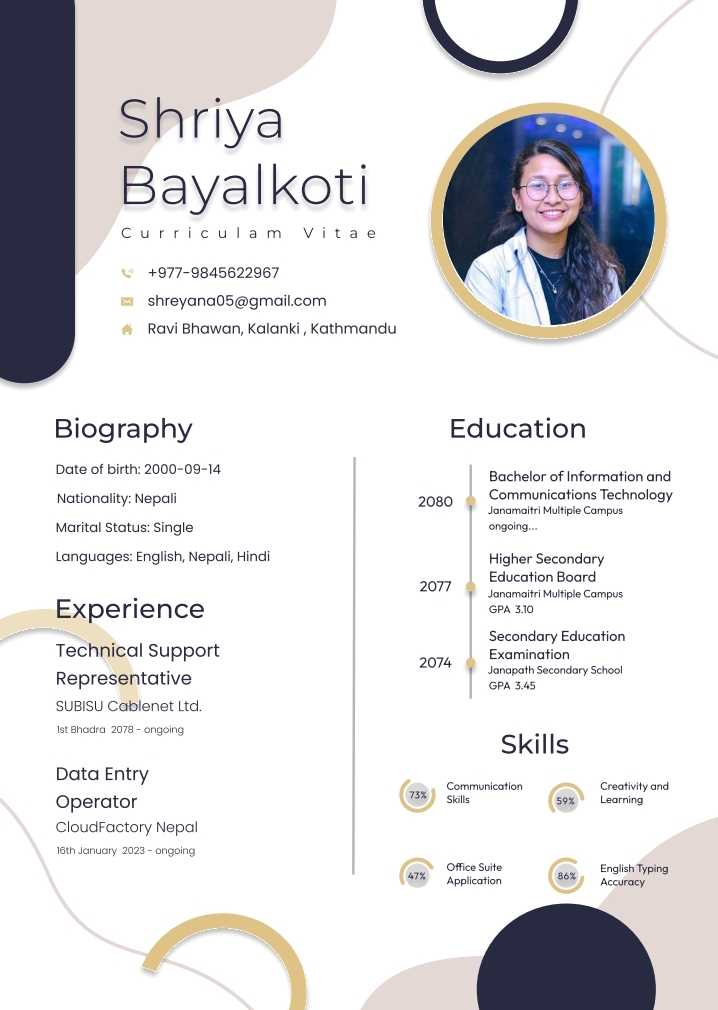 Shriya
Bayalkoti
Curriculam Vitae
+977-9845622967
shreyana05@gmail.com
Ravi Bhawan, Kalanki , Kathmandu
Biography
Date of birth: 2000-09-14
Nationality: Nepali
Marital Status: Single
Languages: English, Nepali, Hindi
Experience
Technical Support
Representative
SUBISU Cablenet Ltd.
1st Bhadra 2078 - ongoing
Data Entry
Operator
CloudFactory Nepal
16th January 2023 - ongoing
Education
2080
Bachelor of Information and
Communications Technology
Janamaitri Multiple Campus
ongoing...
2077
Higher Secondary
Education Board
Janamaitri Multiple Campus
GPA 3.10
2074
Secondary Education
Examination
Janapath Secondary School
GPA 3.45
Skills
73%
Communication
Skills
59%
Creativity and
Learning
47%
Office Suite
Application
86%
English Typing
Accuracy